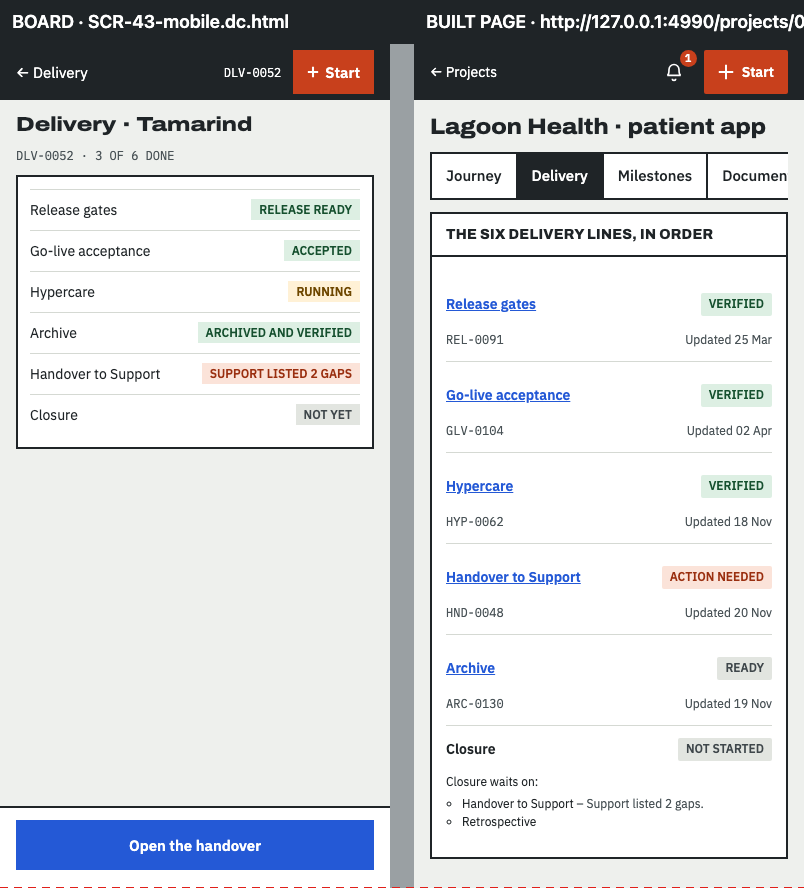 BOARD · SCR-43-mobile.dc.html
← Delivery
DLV-0052
+ Start
Delivery · Tamarind
DLV-0052 · 3 OF 6 DONE
Release gates RELEASE READY
Go-live acceptance ACCEPTED
Hypercare RUNNING
Archive ARCHIVED AND VERIFIED
Handover to Support SUPPORT LISTED 2 GAPS
Closure NOT YET
Open the handover
BUILT PAGE · http://127.0.0.1:4990/projects/0
← Projects
1
+ Start
Lagoon Health · patient app
Journey Delivery Milestones Documen
THE SIX DELIVERY LINES, IN ORDER
Release gates VERIFIED
REL-0091 Updated 25 Mar
Go-live acceptance VERIFIED
GLV-0104 Updated 02 Apr
Hypercare VERIFIED
HYP-0062 Updated 18 Nov
Handover to Support ACTION NEEDED
HND-0048 Updated 20 Nov
Archive READY
ARC-0130 Updated 19 Nov
Closure NOT STARTED
Closure waits on:
Handover to Support – Support listed 2 gaps.
Retrospective